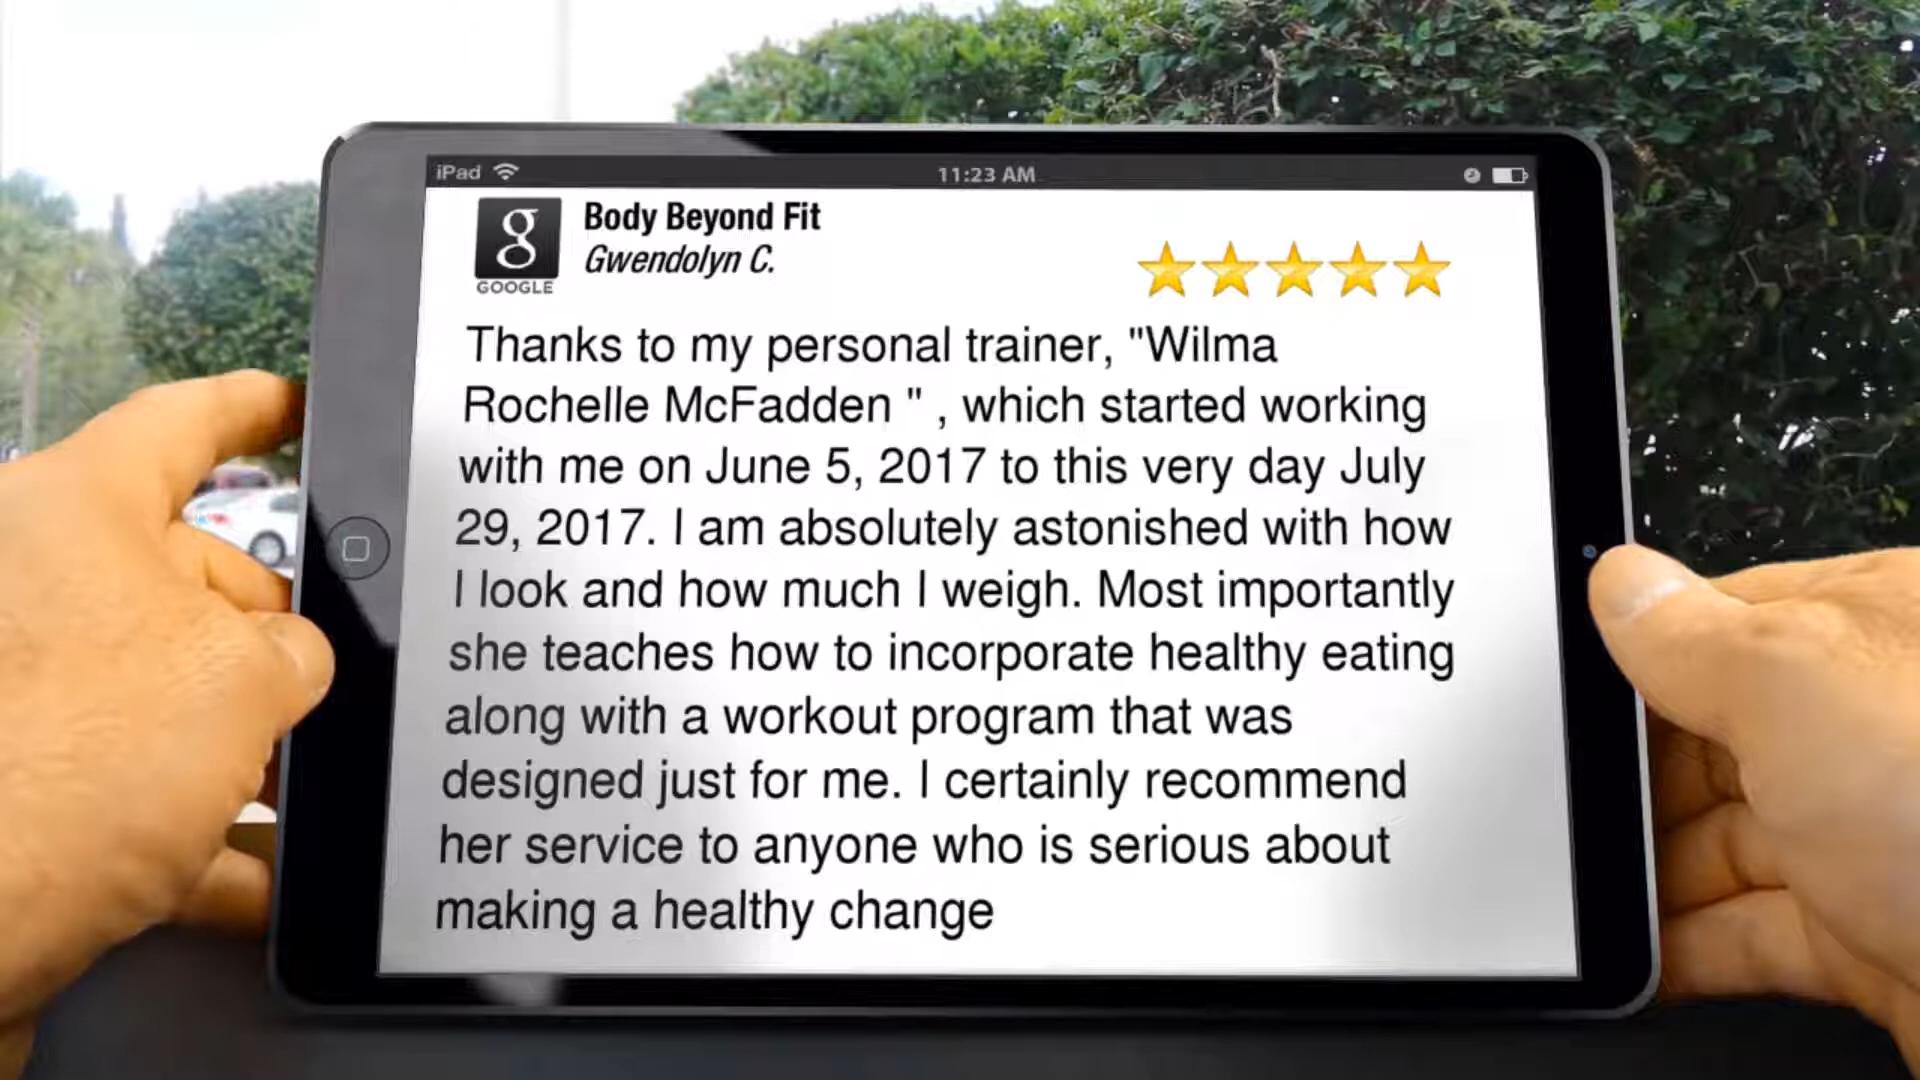 iPad
11:23 AM
g
GOOGLE
Body Beyond Fit
Gwendolyn C.
Thanks to my personal trainer, "Wilma
Rochelle McFadden " , which started working
with me on June 5, 2017 to this very day July
29, 2017. I am absolutely astonished with how
I look and how much I weigh. Most importantly
she teaches how to incorporate healthy eating
along with a workout program that was
designed just for me. I certainly recommend
her service to anyone who is serious about
making a healthy change